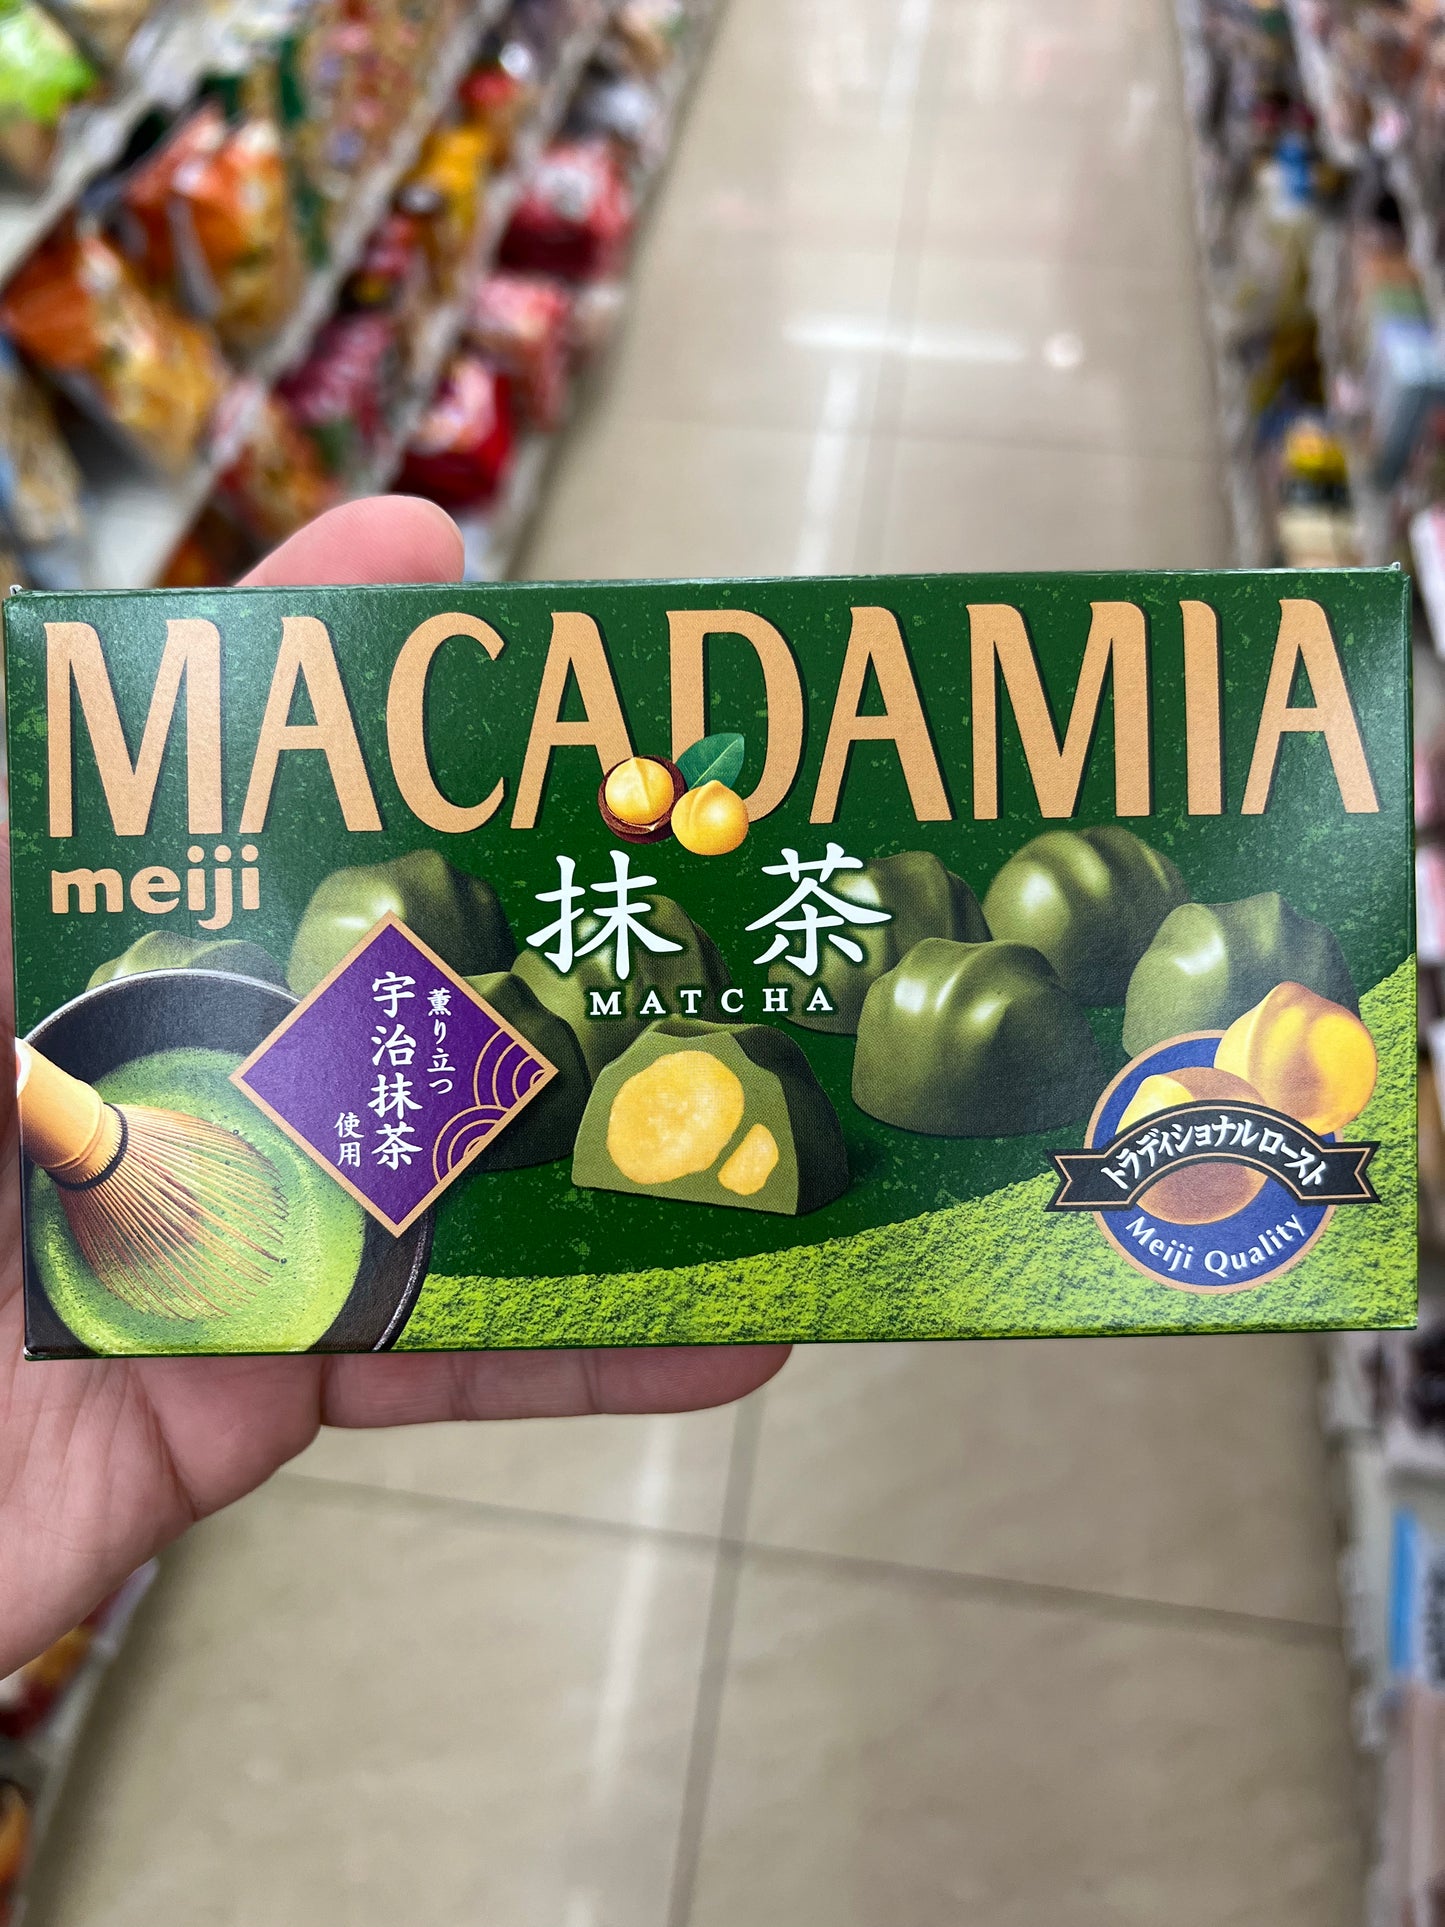 MACADAMIA
meiji
抹茶
MATCHA
薫り立つ
宇治抹茶
使用
トラディショナルロースト
Meiji Quality